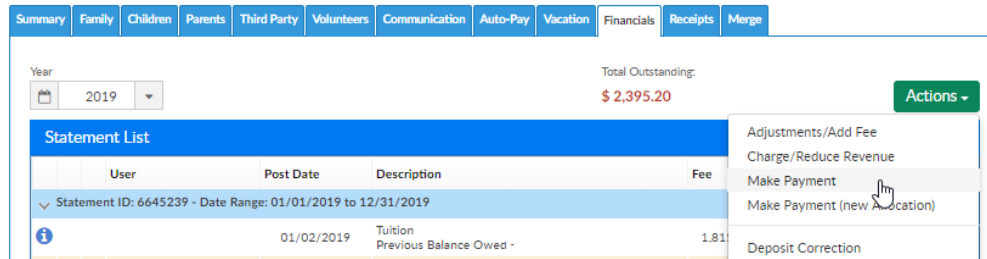 Summary Family Children Parents Third Party Volunteers Communication Auto-Pay Vacation Financials Receipts Merge
Year
Total Outstanding:
2019
$ 2,395.20
Actions
Statement List
Adjustments/Add Fee
Charge/Reduce Revenue
User Post Date Description Fee
Make Payment
Statement ID: 6645239 - Date Range: 01/01/2019 to 12/31/2019
Make Payment (new
01/02/2019
Tuition
Previous Balance Owed -
Deposit Correction